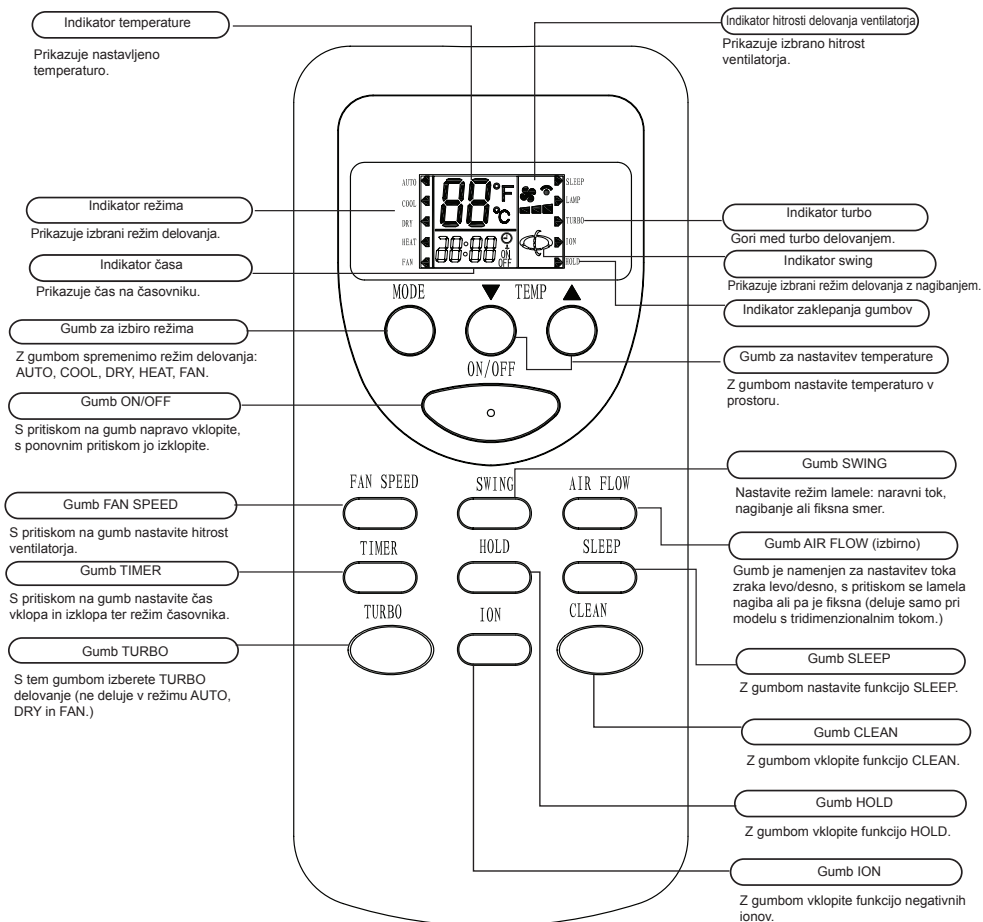 Indikator temperature
Prikazuje nastavljeno
temperaturo.
Indikator hitrosti delovanja ventilatorja
Prikazuje izbrano hitrost
ventilatorja.
AUTO
COOL
DRY
HEAT
FAN
88°F
°C
88:88
ON
OFF
SLEEP
LAMP
TURBO
ION
HOLD
Indikator režima
Prikazuje izbrani režim delovanja.
Indikator časa
Prikazuje čas na časovniku.
Indikator turbo
Gori med turbo delovanjem.
Indikator swing
Prikazuje izbrani režim delovanja z nagibanjem.
Indikator zaklepanja gumbov
MODE ▼ TEMP ▲
ON/OFF
Gumb za izbiro režima
Z gumbom spremenimo režim delovanja:
AUTO, COOL, DRY, HEAT, FAN.
Gumb ON/OFF
S pritiskom na gumb napravo vklopite,
s ponovnim pritiskom jo izklopite.
Gumb za nastavitev temperature
Z gumbom nastavite temperaturo v
prostoru.
FAN SPEED SWING AIR FLOW
TIMER HOLD SLEEP
TURBO ION CLEAN
Gumb FAN SPEED
S pritiskom na gumb nastavite hitrost
ventilatorja.
Gumb TIMER
S pritiskom na gumb nastavite čas
vklopa in izklopa ter režim časovnika.
Gumb TURBO
S tem gumbom izberete TURBO
delovanje (ne deluje v režimu AUTO,
DRY in FAN.)
Gumb SWING
Nastavite režim lamele: naravni tok,
nagibanje ali fiksna smer.
Gumb AIR FLOW (izbirno)
Gumb je namenjen za nastavitev toka
zraka levo/desno, s pritiskom se lamela
nagiba ali pa je fiksna (deluje samo pri
modelu s tridimenzionalnim tokom.)
Gumb SLEEP
Z gumbom nastavite funkcijo SLEEP.
Gumb CLEAN
Z gumbom vklopite funkcijo CLEAN.
Gumb HOLD
Z gumbom vklopite funkcijo HOLD.
Gumb ION
Z gumbom vklopite funkcijo negativnih
ionov.